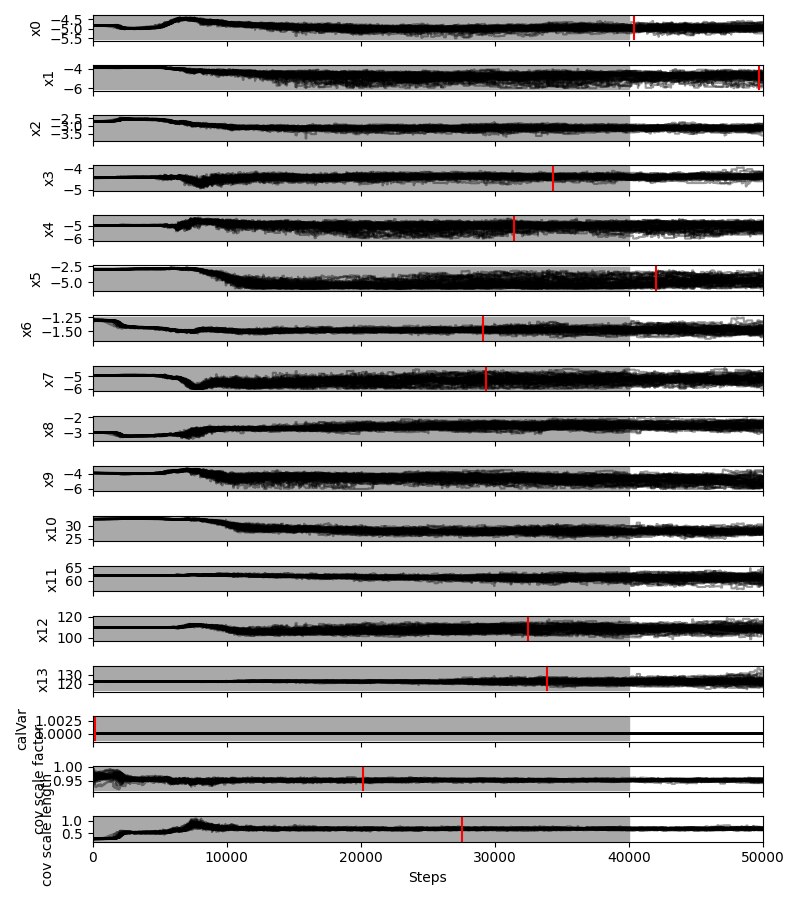 x0
−4.5
−5.0
−5.5
x1
−4
−6
x2
−2.5
−3.0
−3.5
x3
−4
−5
x4
−5
−6
x5
−2.5
−5.0
x6
−1.25
−1.50
x7
−5
−6
x8
−2
−3
x9
−4
−6
x10
30
25
x11
65
60
x12
120
100
x13
130
120
calVar
1.0025
1.0000
cov scale factor
1.00
0.95
cov scale length
1.0
0.5
0 10000 20000 30000 40000 50000
Steps